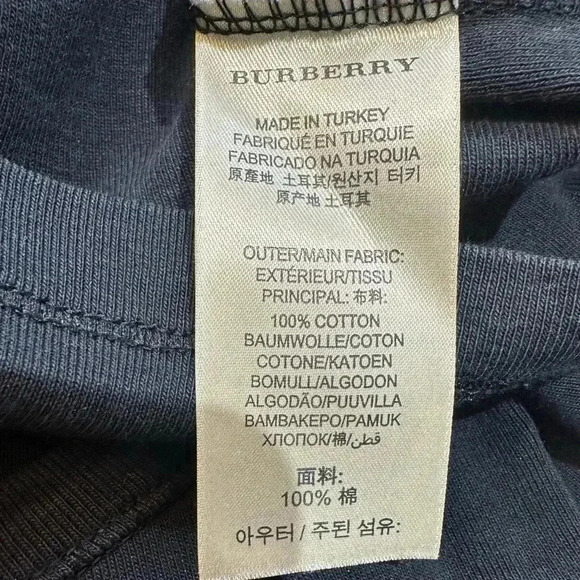 BURBERRY
MADE IN TURKEY
FABRIQUÉ EN TURQUIE
FABRICADO NA TURQUIA
原產地 土耳其/원산지 터키
原产地 土耳其
OUTER/MAIN FABRIC:
EXTÉRIEUR/TISSU
PRINCIPAL: 布料:
100% COTTON
BAUMWOLLE/COTON
COTONE/KATOEN
BOMULL/ALGODON
ALGODÃO/PUUVILLA
BAMBAKEPO/PAMUK
ХЛОПОК/棉/قطن
面料:
100% 棉
아우터 / 주된 섬유: